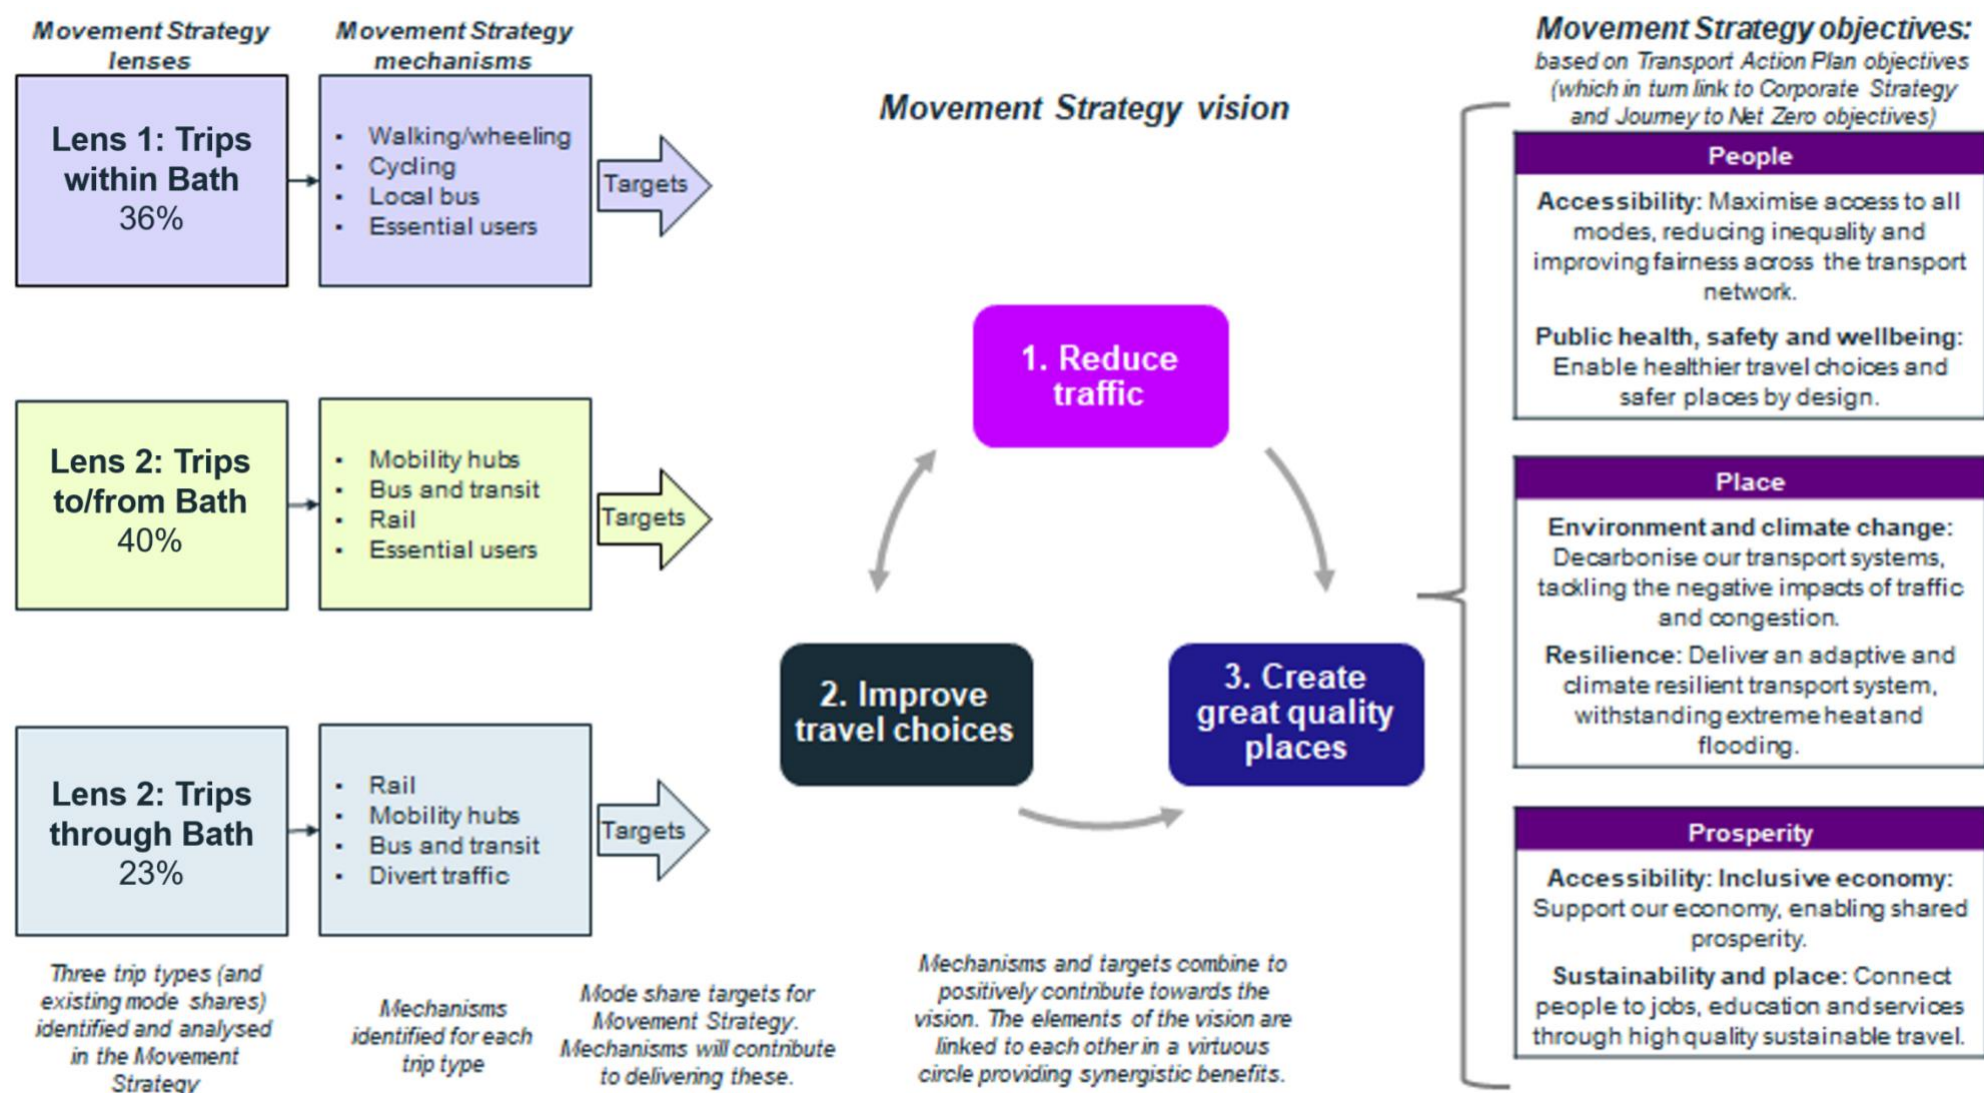 Movement Strategy
lenses
Lens 1: Trips
within Bath
36%
Lens 2: Trips
to/from Bath
40%
Lens 2: Trips
through Bath
23%
Three trip types (and
existing mode shares)
identified and analysed
in the Movement
Strategy
Movement Strategy
mechanisms
• Walking/wheeling
• Cycling
• Local bus
• Essential users
• Mobility hubs
• Bus and transit
• Rail
• Essential users
• Rail
• Mobility hubs
• Bus and transit
• Divert traffic
Mechanisms
identified for each
trip type
Targets
Targets
Targets
Mode share targets for
Movement Strategy.
Mechanisms will contribute
to delivering these.
Movement Strategy vision
1. Reduce
traffic
2. Improve
travel choices
3. Create
great quality
places
Mechanisms and targets combine to
positively contribute towards the
vision. The elements of the vision are
linked to each other in a virtuous
circle providing synergistic benefits.
Movement Strategy objectives:
based on Transport Action Plan objectives
(which in turn link to Corporate Strategy
and Journey to Net Zero objectives)
People
Accessibility: Maximise access to all
modes, reducing inequality and
improving fairness across the transport
network.
Public health, safety and wellbeing:
Enable healthier travel choices and
safer places by design.
Place
Environment and climate change:
Decarbonise our transport systems,
tackling the negative impacts of traffic
and congestion.
Resilience: Deliver an adaptive and
climate resilient transport system,
withstanding extreme heat and
flooding.
Prosperity
Accessibility: Inclusive economy:
Support our economy, enabling shared
prosperity.
Sustainability and place: Connect
people to jobs, education and services
through high quality sustainable travel.